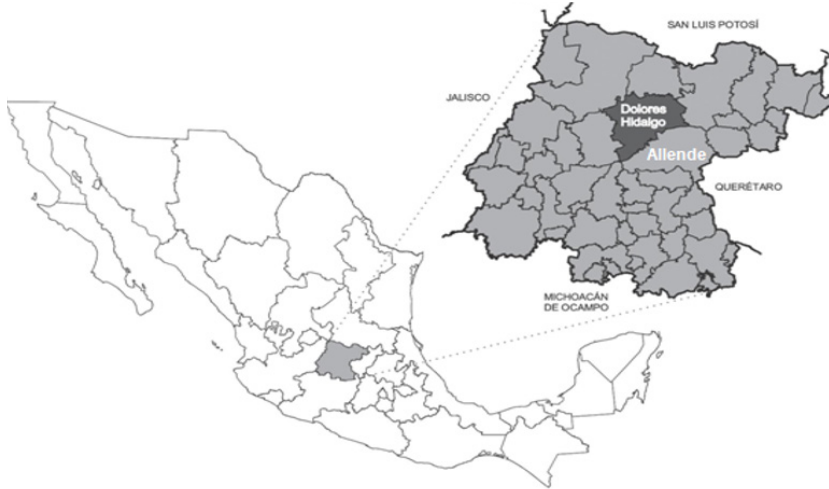 SAN LUIS POTOSÍ
JALISCO
Dolores
Hidalgo
Allende
QUERÉTARO
MICHOACÁN
DE OCAMPO